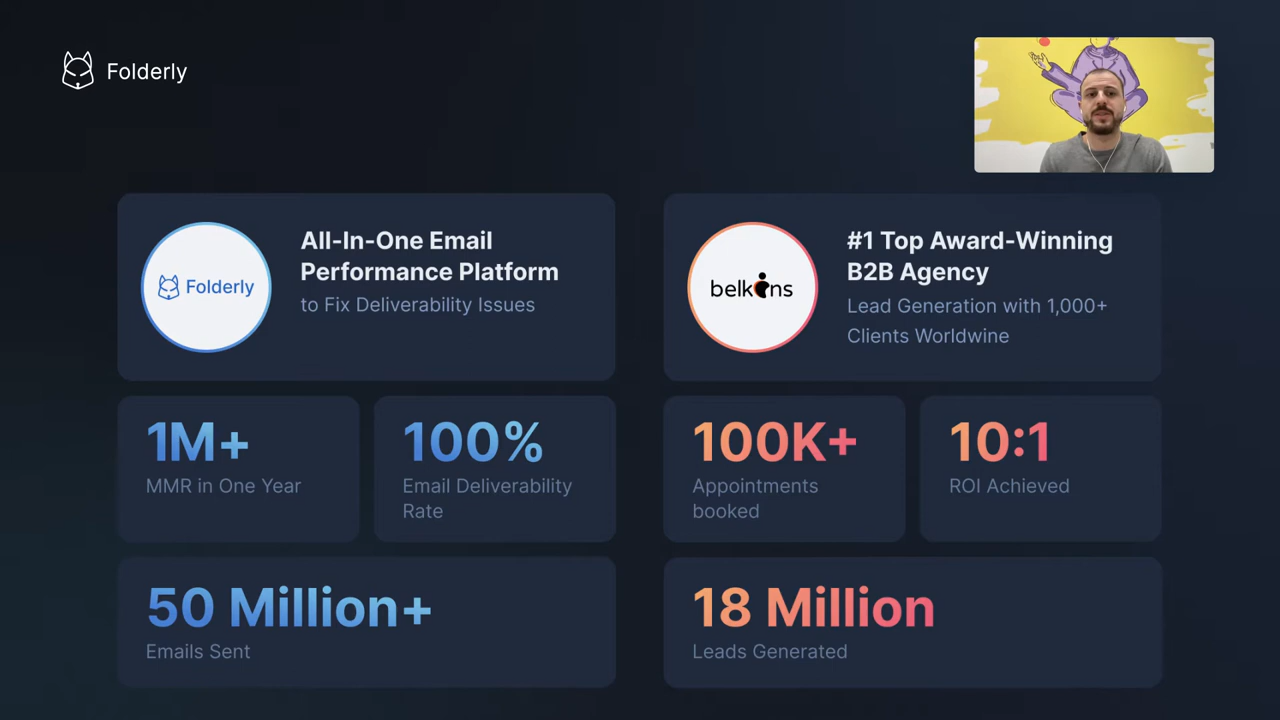 Folderly
Folderly
All-In-One Email
Performance Platform
to Fix Deliverability Issues
belkins
#1 Top Award-Winning
B2B Agency
Lead Generation with 1,000+
Clients Worldwine
1M+
MMR in One Year
100%
Email Deliverability
Rate
100K+
Appointments
booked
10:1
ROI Achieved
50 Million+
Emails Sent
18 Million
Leads Generated